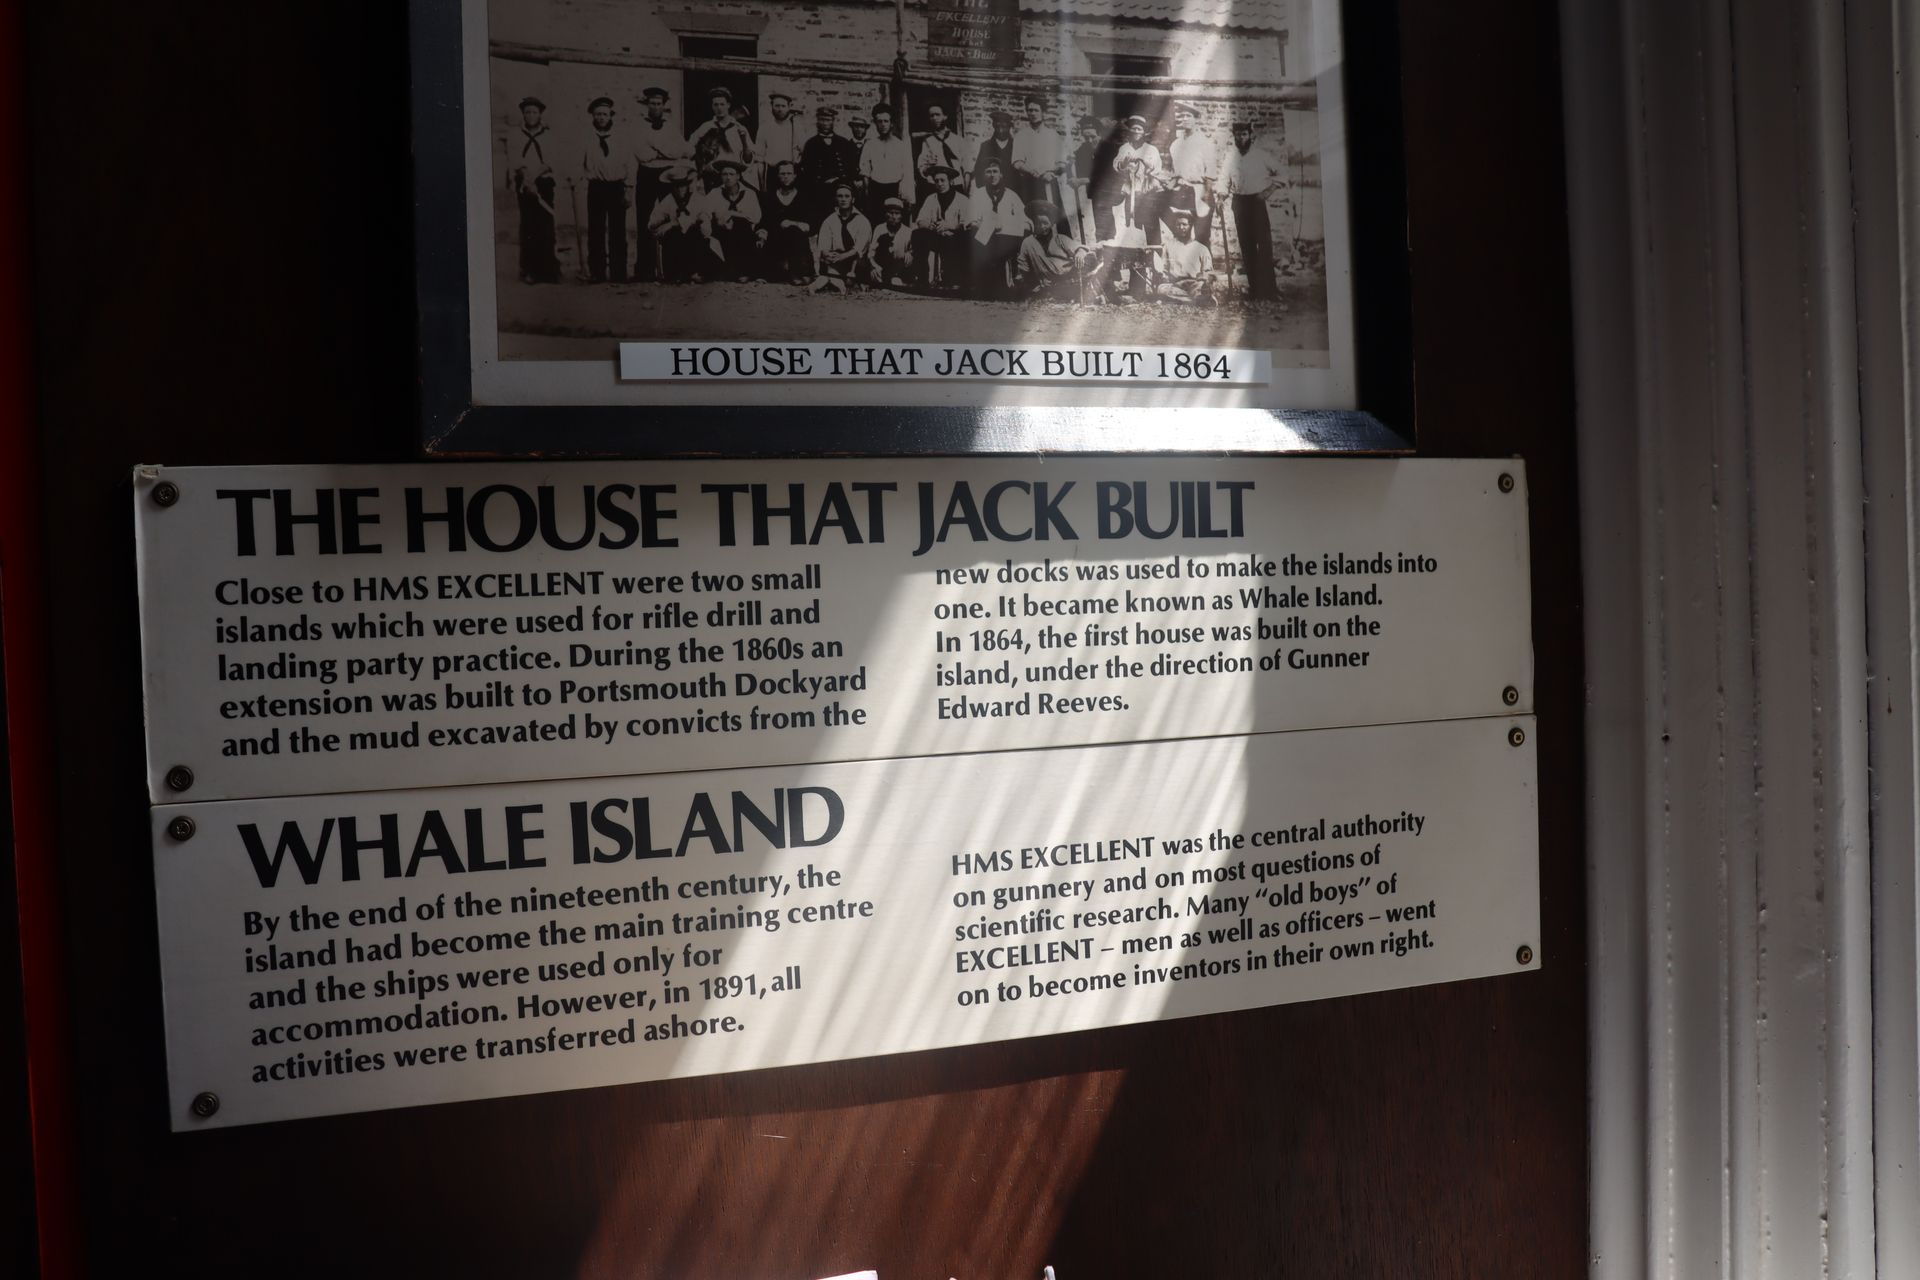 THE
EXCELLENT
HOUSE
that
JACK Built
HOUSE THAT JACK BUILT 1864
THE HOUSE THAT JACK BUILT
Close to HMS EXCELLENT were two small
islands which were used for rifle drill and
landing party practice. During the 1860s an
extension was built to Portsmouth Dockyard
and the mud excavated by convicts from the
new docks was used to make the islands into
one. It became known as Whale Island.
In 1864, the first house was built on the
island, under the direction of Gunner
Edward Reeves.
WHALE ISLAND
By the end of the nineteenth century, the
island had become the main training centre
and the ships were used only for
accommodation. However, in 1891, all
activities were transferred ashore.
HMS EXCELLENT was the central authority
on gunnery and on most questions of
scientific research. Many “old boys” of
EXCELLENT – men as well as officers – went
on to become inventors in their own right.